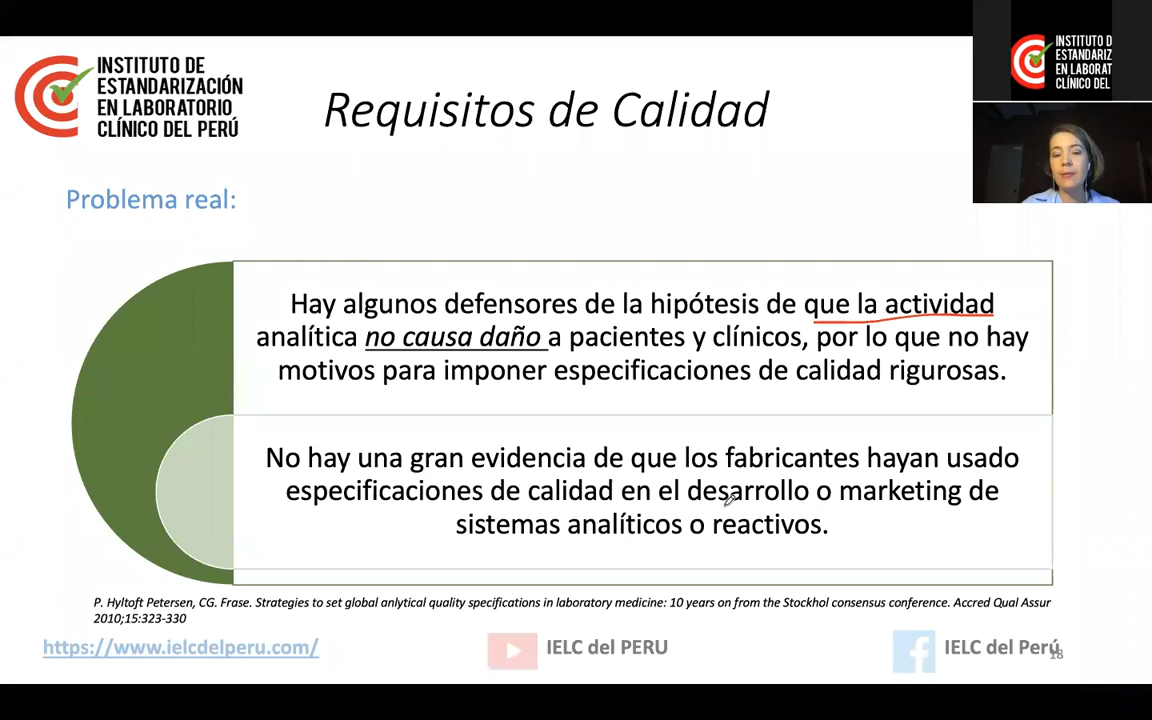 INSTITUTO DE
ESTANDARIZACIÓN
EN LABORATORIO
CLÍNICO DEL PERÚ
Requisitos de Calidad
INSTITUTO D
ESTANDARIZ
EN LABORAT
CLÍNICO DEL
Problema real:
Hay algunos defensores de la hipótesis de que la actividad
analítica no causa daño a pacientes y clínicos, por lo que no hay
motivos para imponer especificaciones de calidad rigurosas.
No hay una gran evidencia de que los fabricantes hayan usado
especificaciones de calidad en el desarrollo o marketing de
sistemas analíticos o reactivos.
P. Hyltoft Petersen, CG. Frase. Strategies to set global anlytical quality specifications in laboratory medicine: 10 years on from the Stockhol consensus conference. Accred Qual Assur
2010;15:323-330
https://www.ielcdelperu.com/
IELC del PERU
IELC del Perú
18